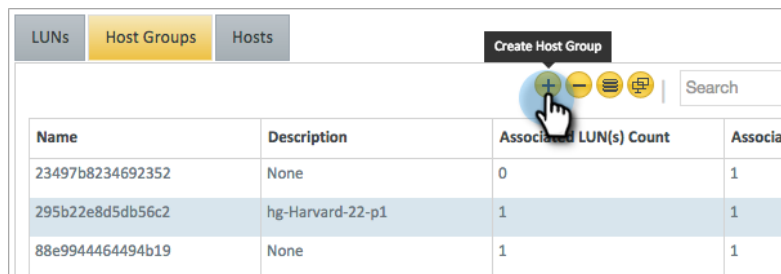 LUNs Host Groups Hosts
Create Host Group
Search
Name Description Associated LUN(s) Count Associa
23497b8234692352 None 0 1
295b22e8d5db56c2 hg-Harvard-22-p1 1 1
88e9944464494b19 None 1 1